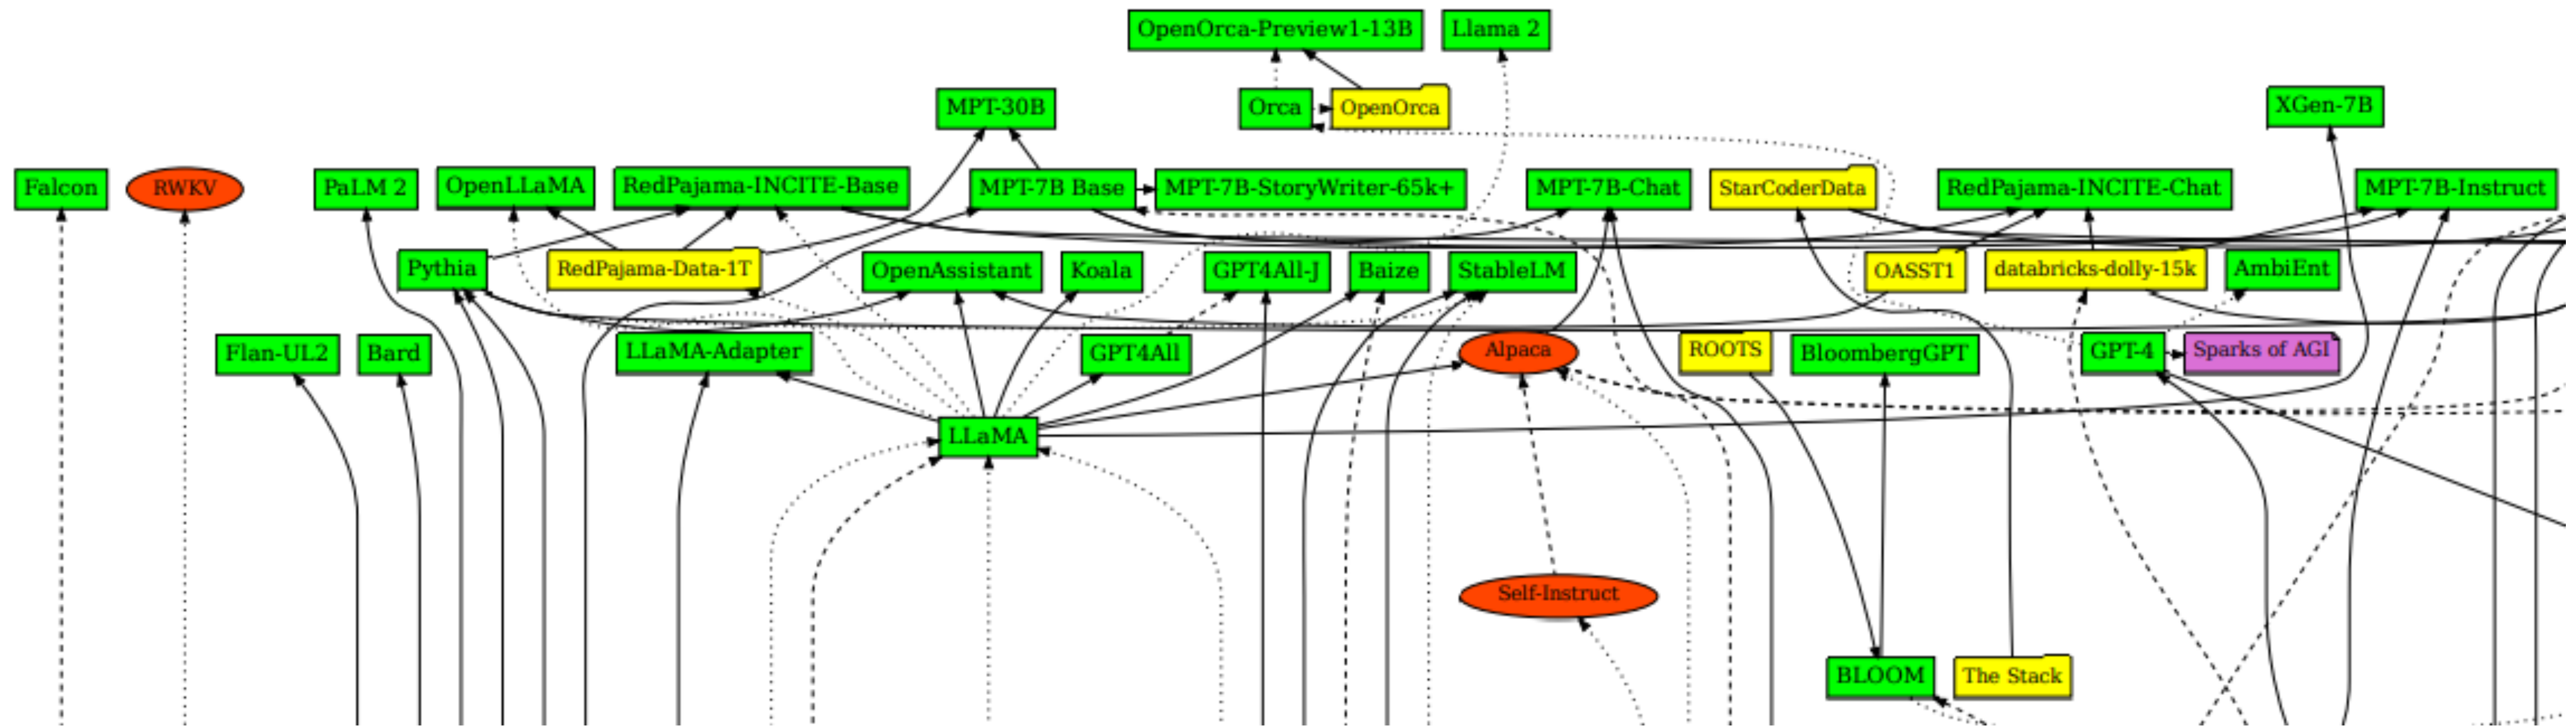 OpenOrca-Preview1-13B
Llama 2
MPT-30B
Orca
OpenOrca
XGen-7B
Falcon
RWKV
PaLM 2
OpenLLaMA
RedPajama-INCITE-Base
MPT-7B Base
MPT-7B-StoryWriter-65k+
MPT-7B-Chat
StarCoderData
RedPajama-INCITE-Chat
MPT-7B-Instruct
Pythia
RedPajama-Data-1T
OpenAssistant
Koala
GPT4All-J
Baize
StableLM
OASST1
databricks-dolly-15k
AmbiEnt
Flan-UL2
Bard
LLaMA-Adapter
GPT4All
Alpaca
ROOTS
BloombergGPT
GPT-4
Sparks of AGI
LLaMA
Self-Instruct
BLOOM
The Stack